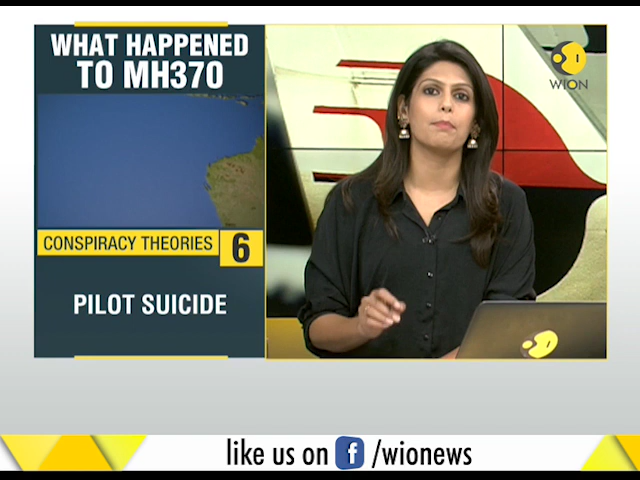 WHAT HAPPENED
TO MH370
WION
CONSPIRACY THEORIES 6
PILOT SUICIDE
like us on f /wionews